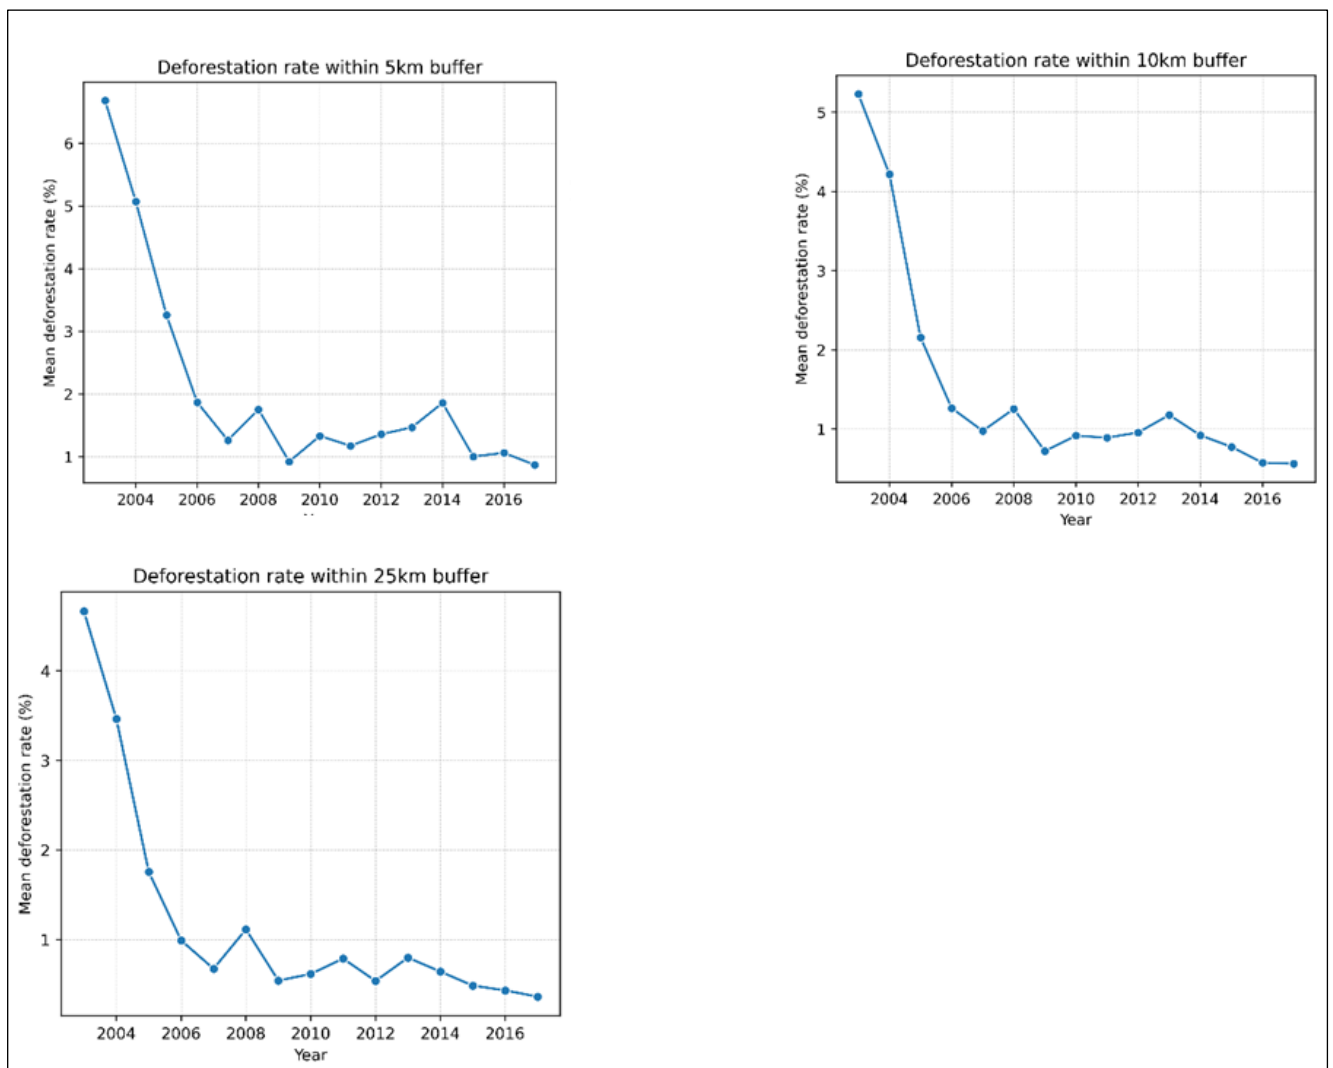 Deforestation rate within 5km buffer
Mean deforestation rate (%)
6
5
4
3
2
1
2004 2006 2008 2010 2012 2014 2016
Deforestation rate within 10km buffer
Mean deforestation rate (%)
5
4
3
2
1
2004 2006 2008 2010 2012 2014 2016
Year
Deforestation rate within 25km buffer
Mean deforestation rate (%)
4
3
2
1
2004 2006 2008 2010 2012 2014 2016
Year